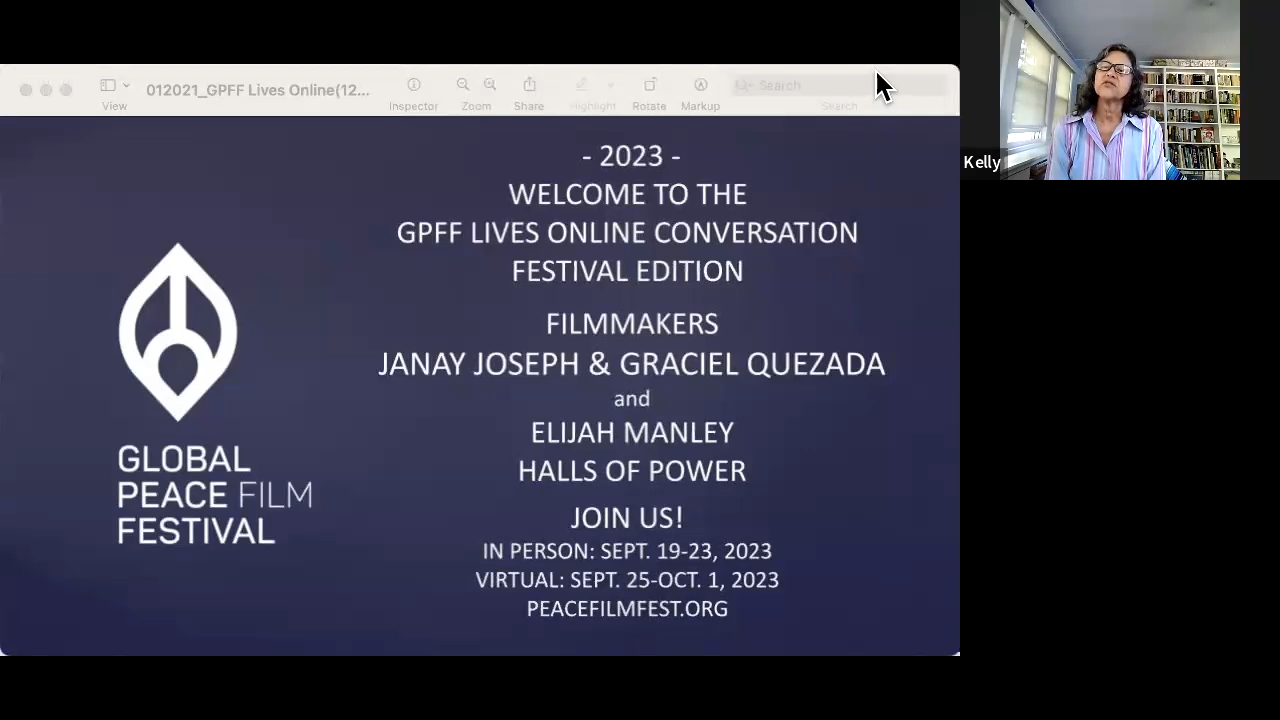 012021_GPFF Lives Online(12...
View
Inspector
Zoom
Share
Highlight
Rotate
Markup
Search
Search
- 2023 -
WELCOME TO THE
GPFF LIVES ONLINE CONVERSATION
FESTIVAL EDITION
FILMMAKERS
JANAY JOSEPH & GRACIEL QUEZADA
and
ELIJAH MANLEY
HALLS OF POWER
JOIN US!
IN PERSON: SEPT. 19-23, 2023
VIRTUAL: SEPT. 25-OCT. 1, 2023
PEACEFILMFEST.ORG
GLOBAL
PEACE FILM
FESTIVAL
Kelly